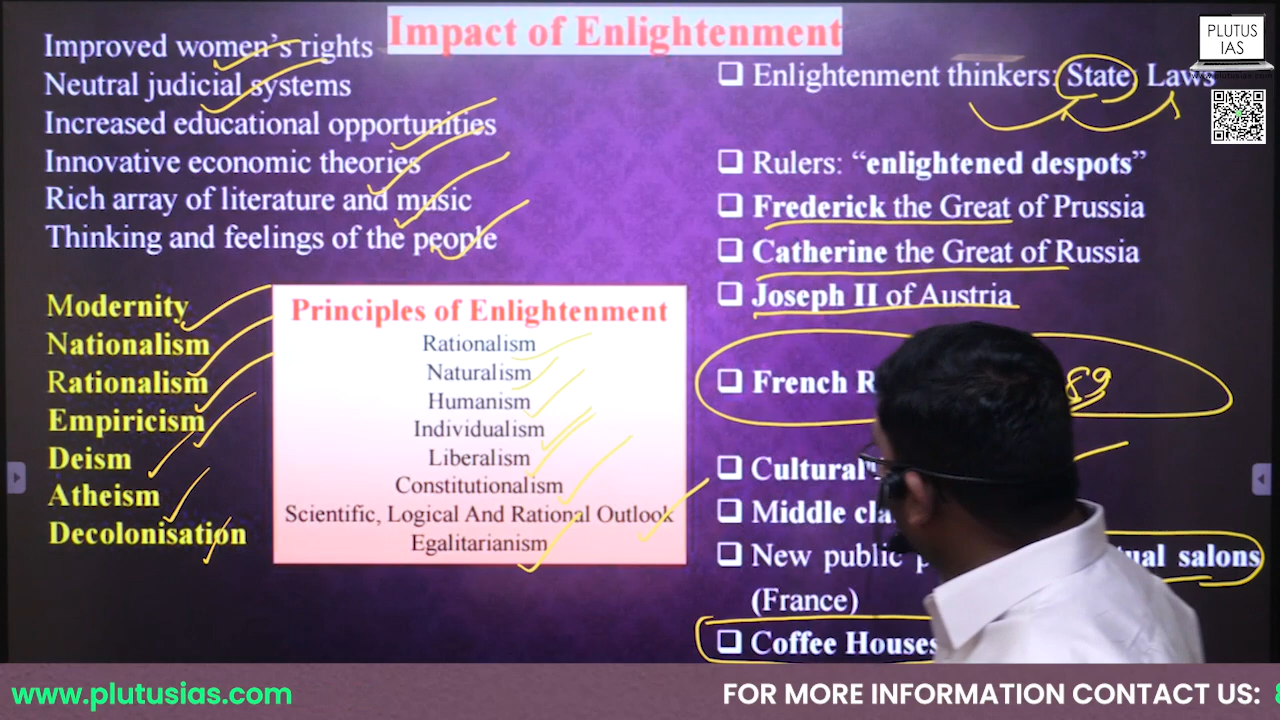 Impact of Enlightenment
PLUTUS
IAS
Improved women's rights
Neutral judicial systems
Increased educational opportunities
Innovative economic theories
Rich array of literature and music
Thinking and feelings of the people
Modernity
Nationalism
Rationalism
Empiricism
Deism
Atheism
Decolonisation
Principles of Enlightenment
Rationalism
Naturalism
Humanism
Individualism
Liberalism
Constitutionalism
Scientific, Logical And Rational Outlook
Egalitarianism
❑ Enlightenment thinkers: State, Laws
❑ Rulers: “enlightened despots”
❑ Frederick the Great of Prussia
❑ Catherine the Great of Russia
❑ Joseph II of Austria
❑ French 89
❑ Cultural
❑ Middle
❑ New public salons
(France)
❑ Coffee Houses
www.plutusias.com
FOR MORE INFORMATION CONTACT US: